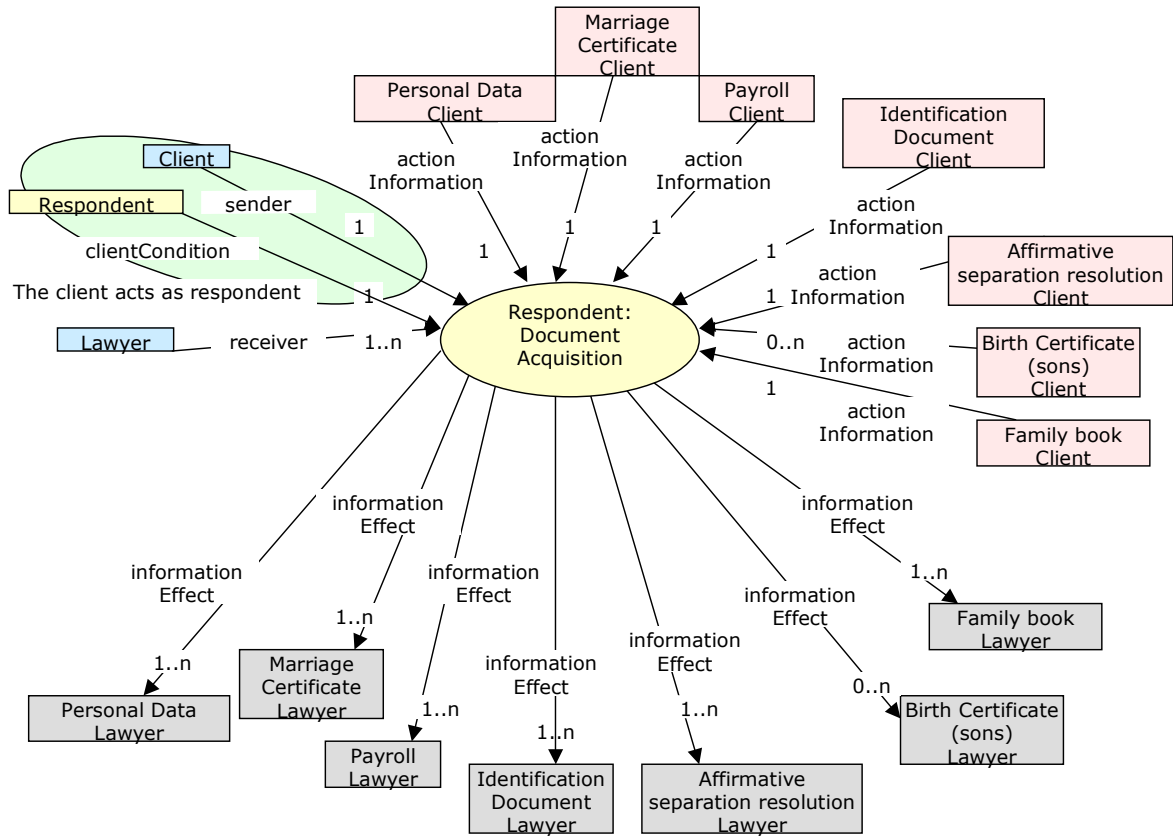 Marriage
Certificate
Client
Personal Data
Client
Payroll
Client
Identification
Document
Client
action
Information
action
Information
action
Information
Client
Respondent
sender
1
clientCondition
The client acts as respondent
1
Lawyer
receiver
1..n
1
1
1
1
action
Information
Affirmative
separation resolution
Client
1
action
Information
Respondent:
Document
Acquisition
0..n
action
Information
Birth Certificate
(sons)
Client
1
action
Information
Family book
Client
information
Effect
information
Effect
information
Effect
information
Effect
information
Effect
information
Effect
information
Effect
1..n
Family book
Lawyer
1..n
Marriage
Certificate
Lawyer
1..n
Personal Data
Lawyer
1..n
Payroll
Lawyer
1..n
Identification
Document
Lawyer
1..n
Affirmative
separation resolution
Lawyer
0..n
Birth Certificate
(sons)
Lawyer